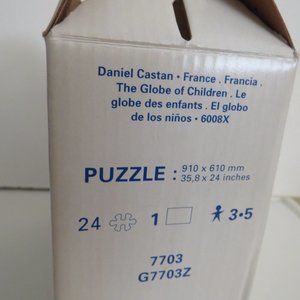 Daniel Castan • France . Francia .
The Globe of Children . Le
globe des enfants . El globo
de los niños • 6008X
PUZZLE : 910 x 610 mm
35,8 x 24 inches
24 1 3•5
7703
G7703Z